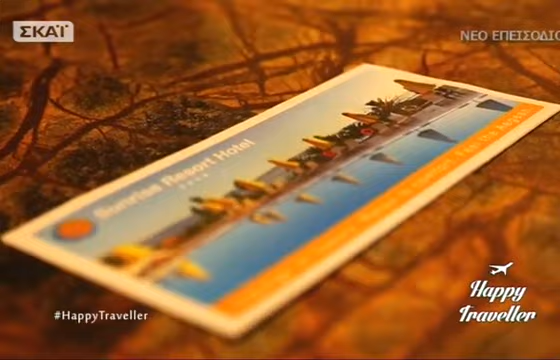 ΣΚΑΪ
ΝΕΟ ΕΠΕΙΣΟΔΙΟ
Sunrise Resort Hotel
#HappyTraveller
Happy
Traveller